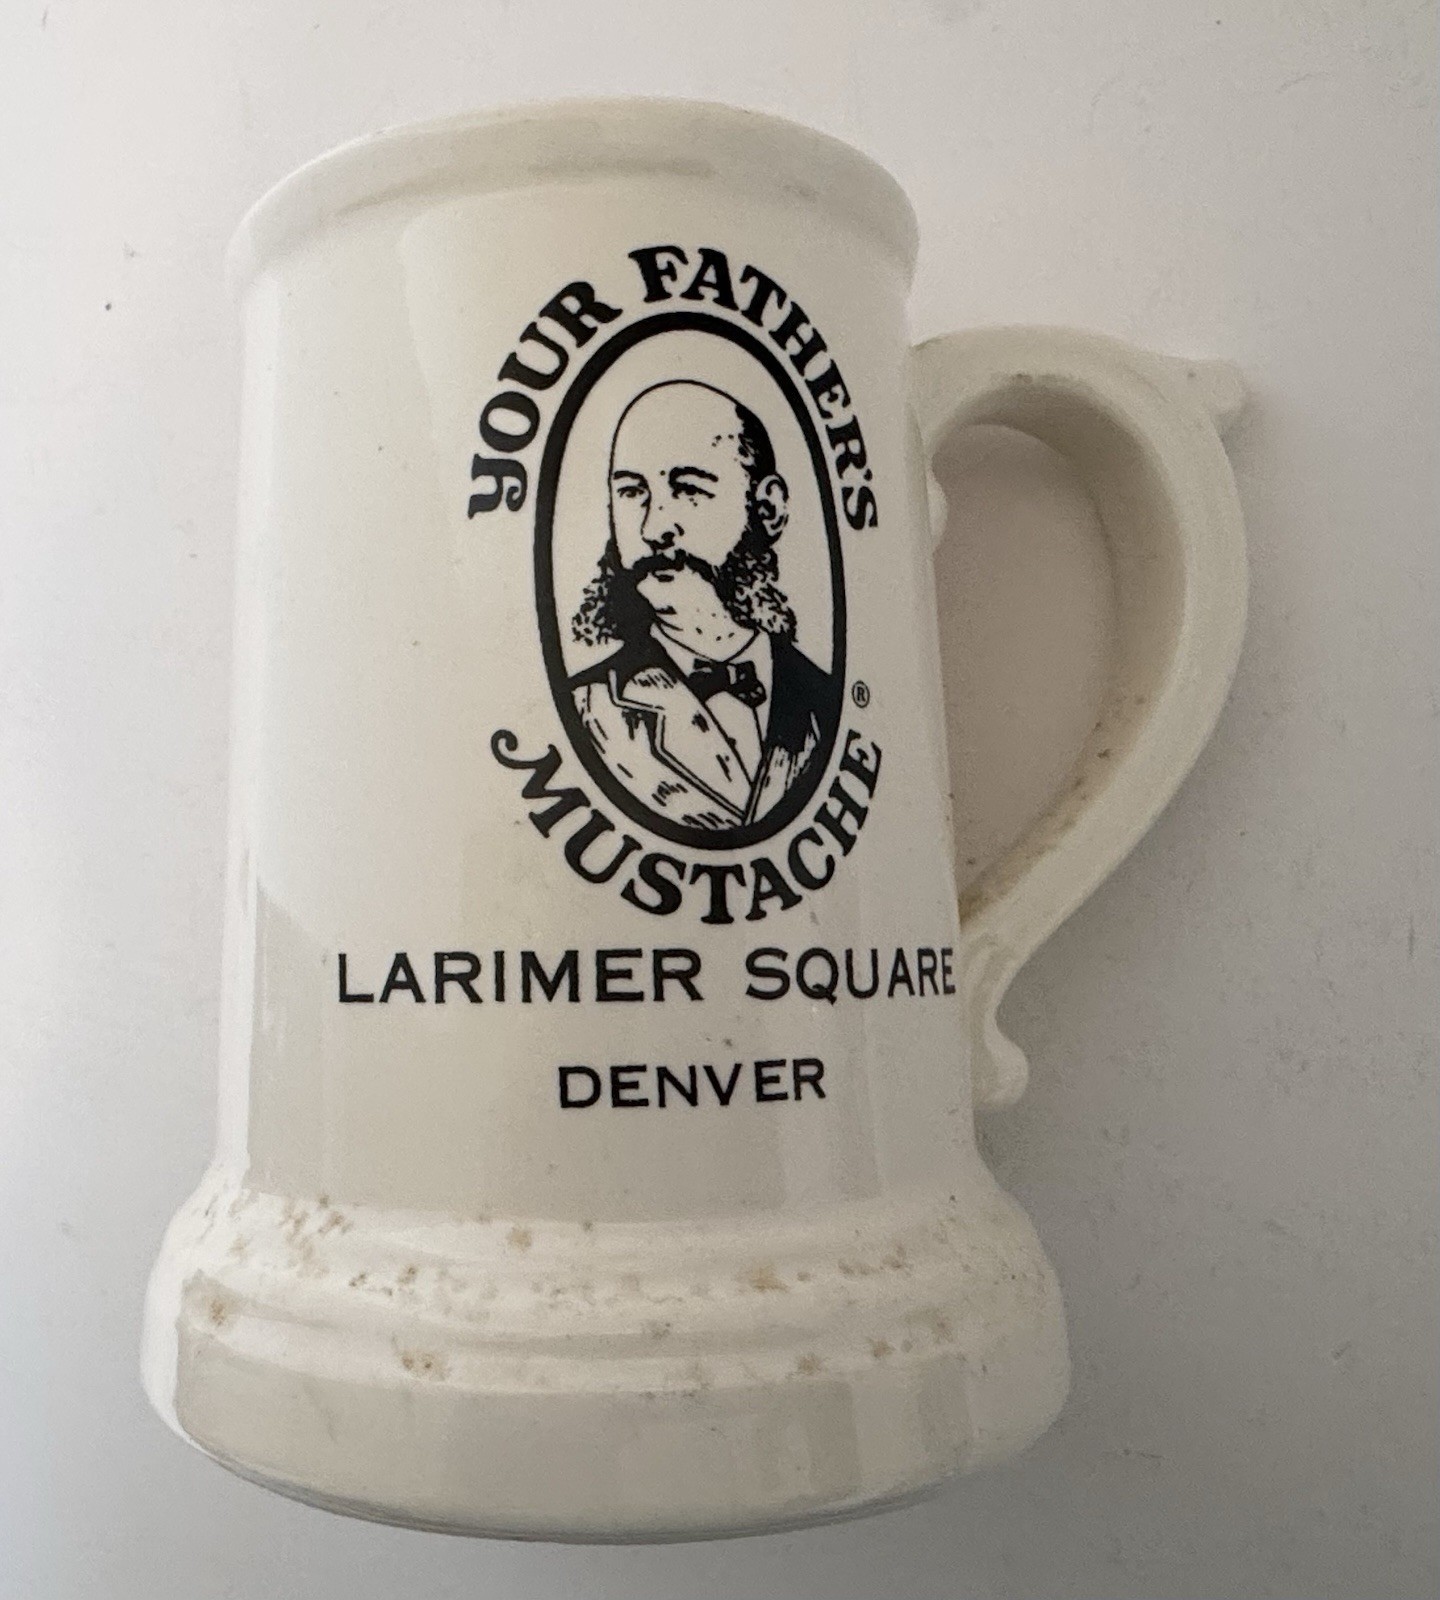 YOUR FATHER'S
MUSTACHE ®
LARIMER SQUARE
DENVER